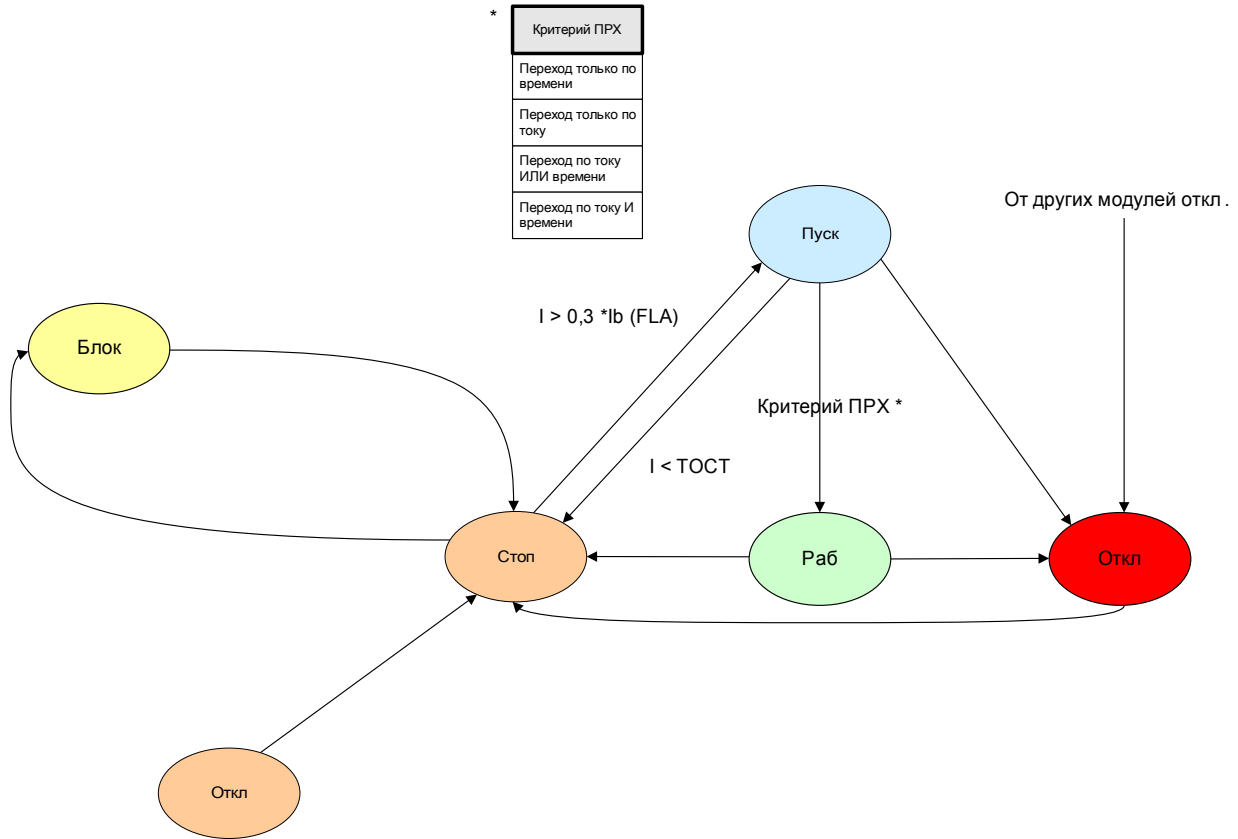 *
Критерий ПРХ
Переход только по
времени
Переход только по
току
Переход по току
ИЛИ времени
Переход по току И
времени
От других модулей откл .
Пуск
I > 0,3 *Ib (FLA)
Блок
Критерий ПРХ *
I < ТОСТ
Стоп
Раб
Откл
Откл